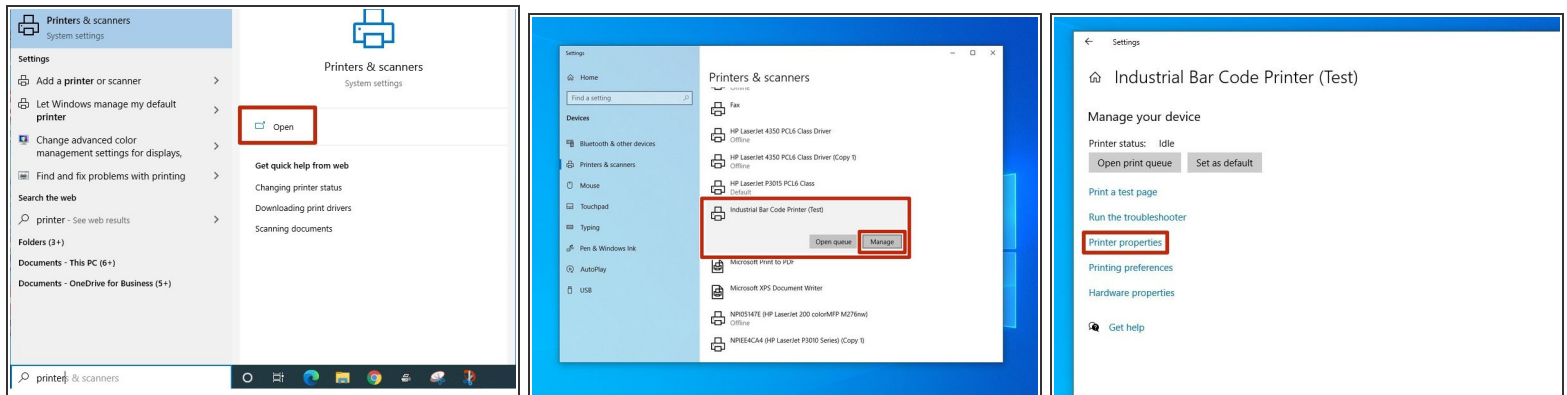 Printers & scanners
System settings
Settings
Add a printer or scanner
Let Windows manage my default
printer
Change advanced color
management settings for displays,
Find and fix problems with printing
Search the web
printer - See web results
Folders (3+)
Documents - This PC (6+)
Documents - OneDrive for Business (5+)
printers & scanners
Printers & scanners
System settings
Open
Get quick help from web
Changing printer status
Downloading print drivers
Scanning documents
Settings
Home
Find a setting
Devices
Bluetooth & other devices
Printers & scanners
Mouse
Touchpad
Typing
Pen & Windows Ink
AutoPlay
USB
Printers & scanners
Offline
Fax
HP LaserJet 4350 PCL6 Class Driver
Offline
HP LaserJet 4350 PCL6 Class Driver (Copy 1)
Offline
HP LaserJet P3015 PCL6 Class
Default
Industrial Bar Code Printer (Test)
Open queue Manage
Microsoft Print to PDF
Microsoft XPS Document Writer
NPI05147E (HP LaserJet 200 colorMFP M276nw)
Offline
NPIEE4CA4 (HP LaserJet P3010 Series) (Copy 1)
Settings
Industrial Bar Code Printer (Test)
Manage your device
Printer status: Idle
Open print queue Set as default
Print a test page
Run the troubleshooter
Printer properties
Printing preferences
Hardware properties
Get help